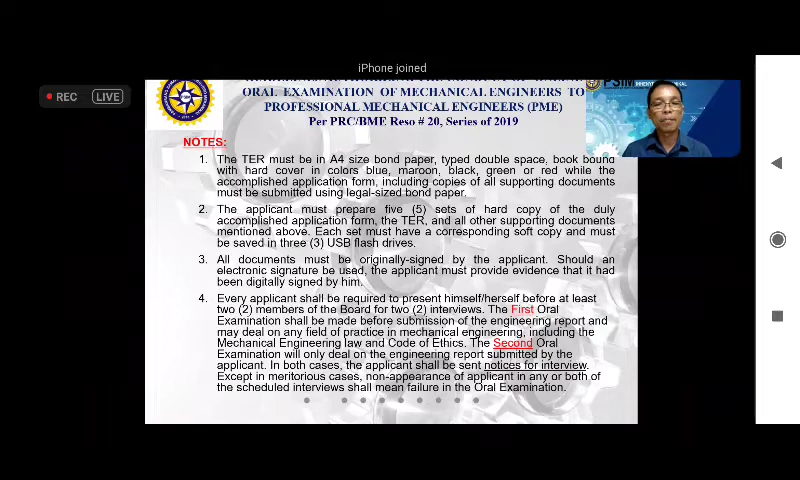 iPhone joined
REC LIVE
ORAL EXAMINATION OF MECHANICAL ENGINEERS TO
PROFESSIONAL MECHANICAL ENGINEERS (PME)
Per PRC/BME Reso # 20, Series of 2019
NOTES:
1. The TER must be in A4 size bond paper, typed double space, book bound
with hard cover in colors blue, maroon, black, green or red while the
accomplished application form, including copies of all supporting documents
must be submitted using legal-sized bond paper.
2. The applicant must prepare five (5) sets of hard copy of the duly
accomplished application form, the TER, and all other supporting documents
mentioned above. Each set must have a corresponding soft copy and must
be saved in three (3) USB flash drives.
3. All documents must be originally-signed by the applicant. Should an
electronic signature be used, the applicant must provide evidence that it had
been digitally signed by him.
4. Every applicant shall be required to present himself/herself before at least
two (2) members of the Board for two (2) interviews. The First Oral
Examination shall be made before submission of the engineering report and
may deal on any field of practice in mechanical engineering, including the
Mechanical Engineering law and Code of Ethics. The Second Oral
Examination will only deal on the engineering report submitted by the
applicant. In both cases, the applicant shall be sent notices for interview.
Except in meritorious cases, non-appearance of applicant in any or both of
the scheduled interviews shall mean failure in the Oral Examination.